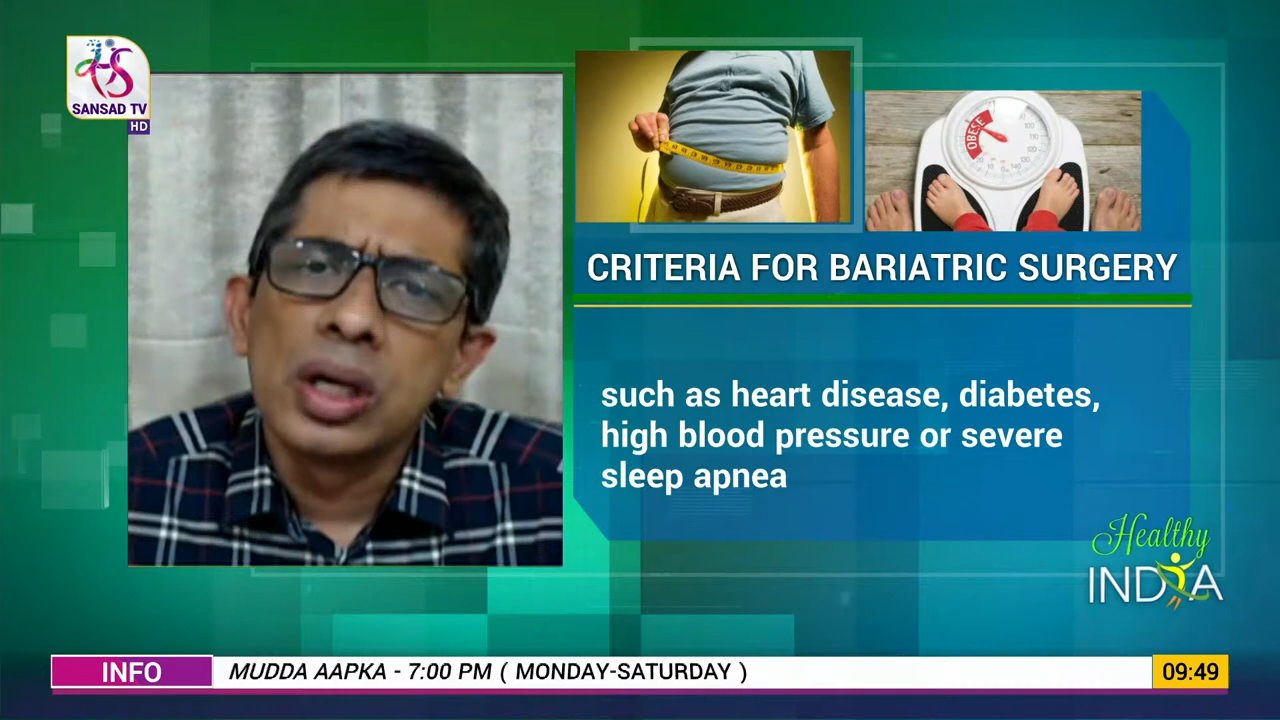 SANSAD TV
HD
OBESE
CRITERIA FOR BARIATRIC SURGERY
such as heart disease, diabetes,
high blood pressure or severe
sleep apnea
Healthy
INDIA
INFO
MUDDA AAPKA - 7:00 PM ( MONDAY-SATURDAY )
09:49